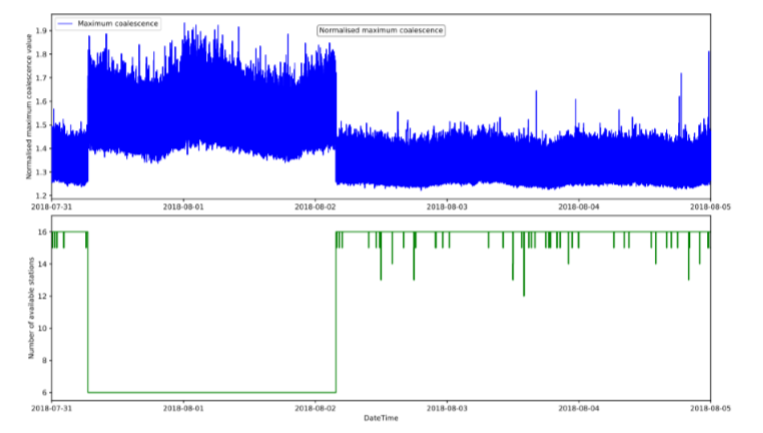 Maximum coalescence
Normalised maximum coalescence
Normalised maximum coalescence value
1.9
1.8
1.7
1.6
1.5
1.4
1.3
1.2
2018-07-31 2018-08-01 2018-08-02 2018-08-03 2018-08-04 2018-08-05
Number of available stations
16
14
12
10
8
6
2018-07-31 2018-08-01 2018-08-02 2018-08-03 2018-08-04 2018-08-05
DateTime